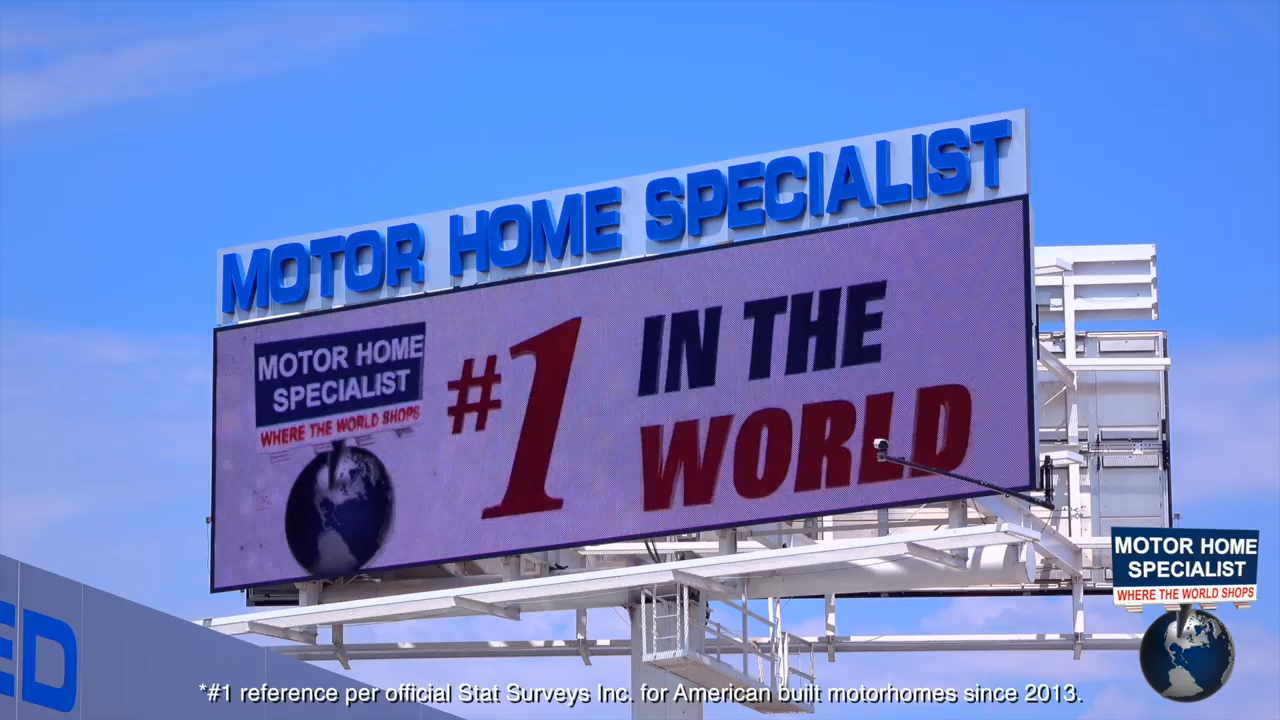 MOTOR HOME SPECIALIST
MOTOR HOME
SPECIALIST
WHERE THE WORLD SHOPS
#1
IN THE
WORLD
ED
MOTOR HOME
SPECIALIST
WHERE THE WORLD SHOPS
*#1 reference per official Stat Surveys Inc. for American built motorhomes since 2013.